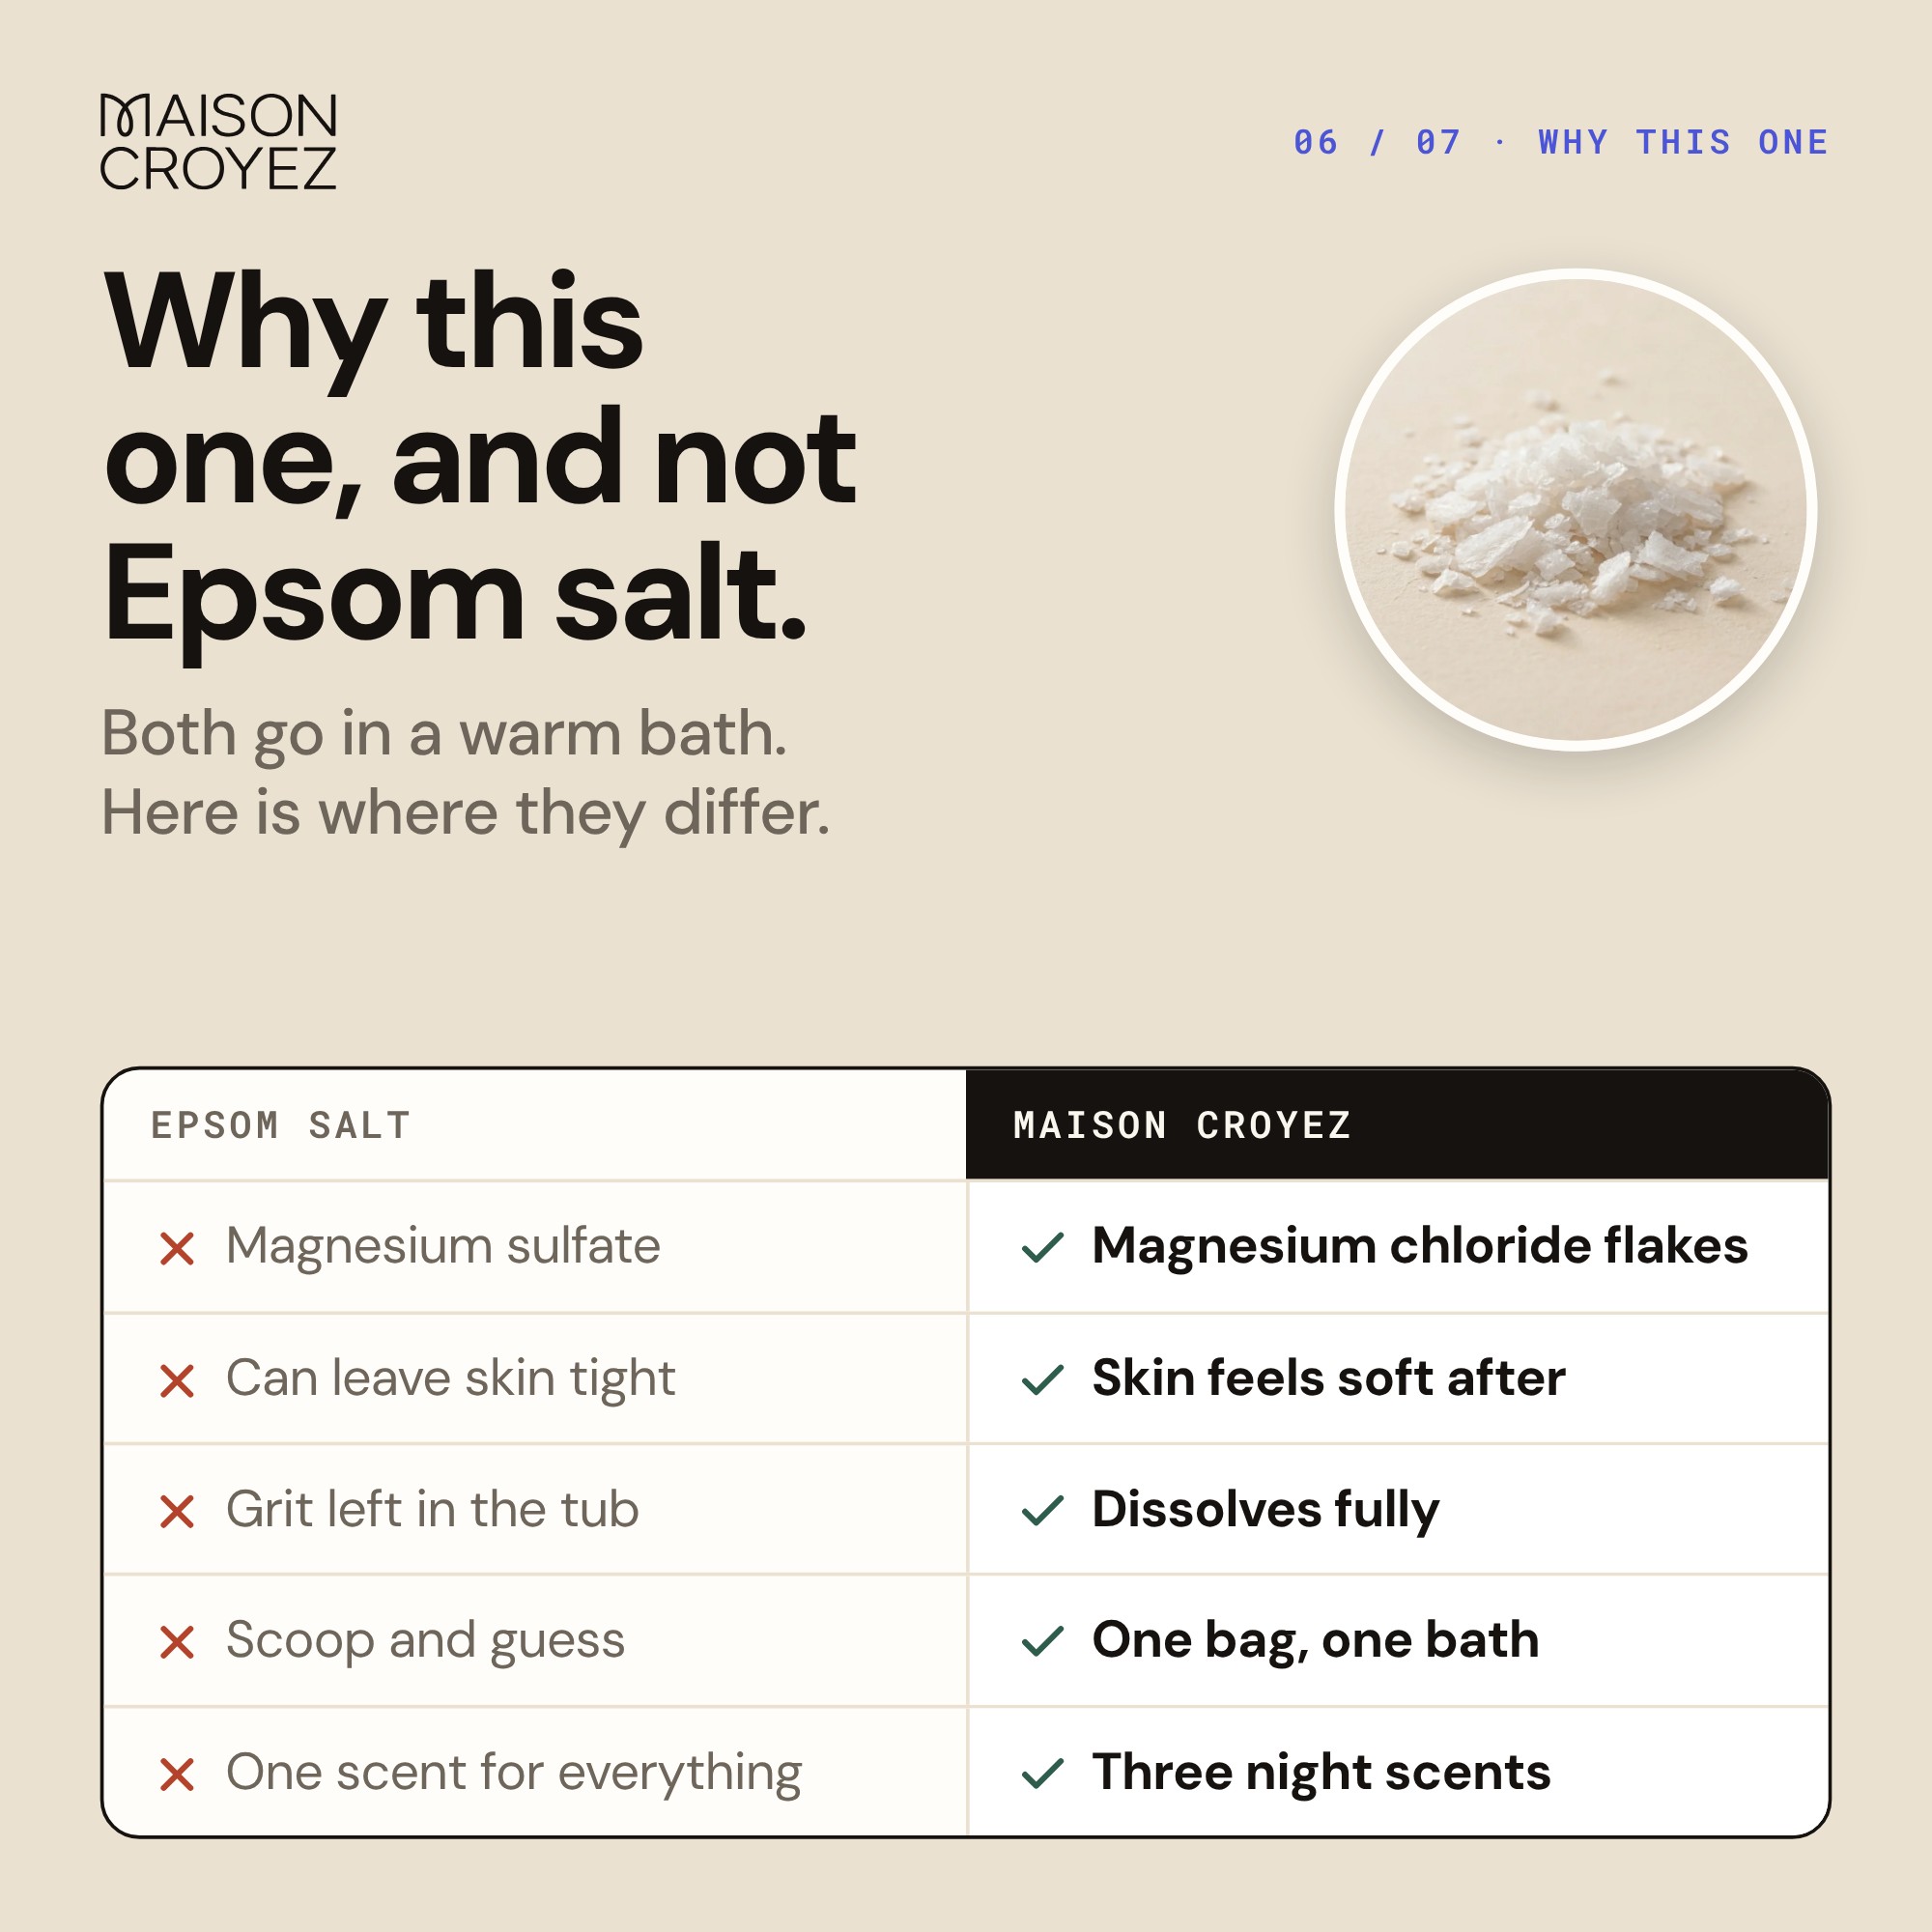 MAISON
CROYEZ
06 / 07 · WHY THIS ONE
Why this
one, and not
Epsom salt.
Both go in a warm bath.
Here is where they differ.
EPSOM SALT
MAISON CROYEZ
Magnesium sulfate
Magnesium chloride flakes
Can leave skin tight
Skin feels soft after
Grit left in the tub
Dissolves fully
Scoop and guess
One bag, one bath
One scent for everything
Three night scents